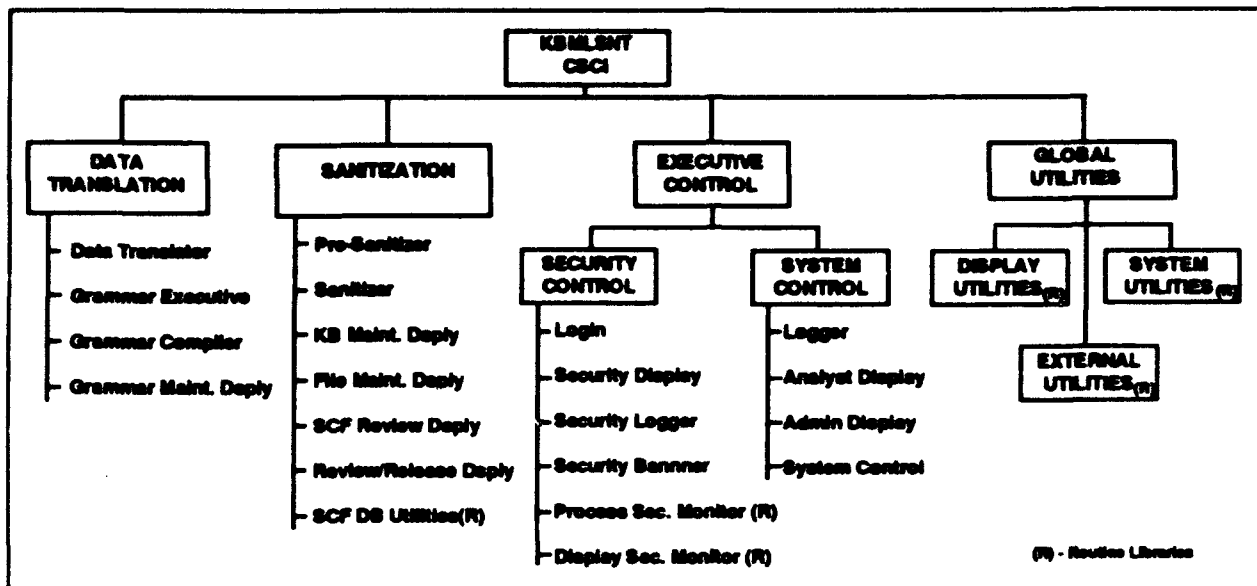 KBMLSNT
CSCI
DATA
TRANSLATION
Data Translator
Grammar Executive
Grammar Compiler
Grammar Maint. Dsply
SANITIZATION
Pre-Sanitizer
Sanitizer
KB Maint. Dsply
File Maint. Dsply
SCF Review Dsply
Review/Release Dsply
SCF DB Utilities(R)
EXECUTIVE
CONTROL
SECURITY
CONTROL
Login
Security Display
Security Logger
Security Bannner
Process Sec. Monitor (R)
Display Sec. Monitor (R)
SYSTEM
CONTROL
Logger
Analyst Display
Admin Display
System Control
GLOBAL
UTILITIES
DISPLAY
UTILITIES(R)
SYSTEM
UTILITIES(R)
EXTERNAL
UTILITIES(R)
(R) - Routine Libraries